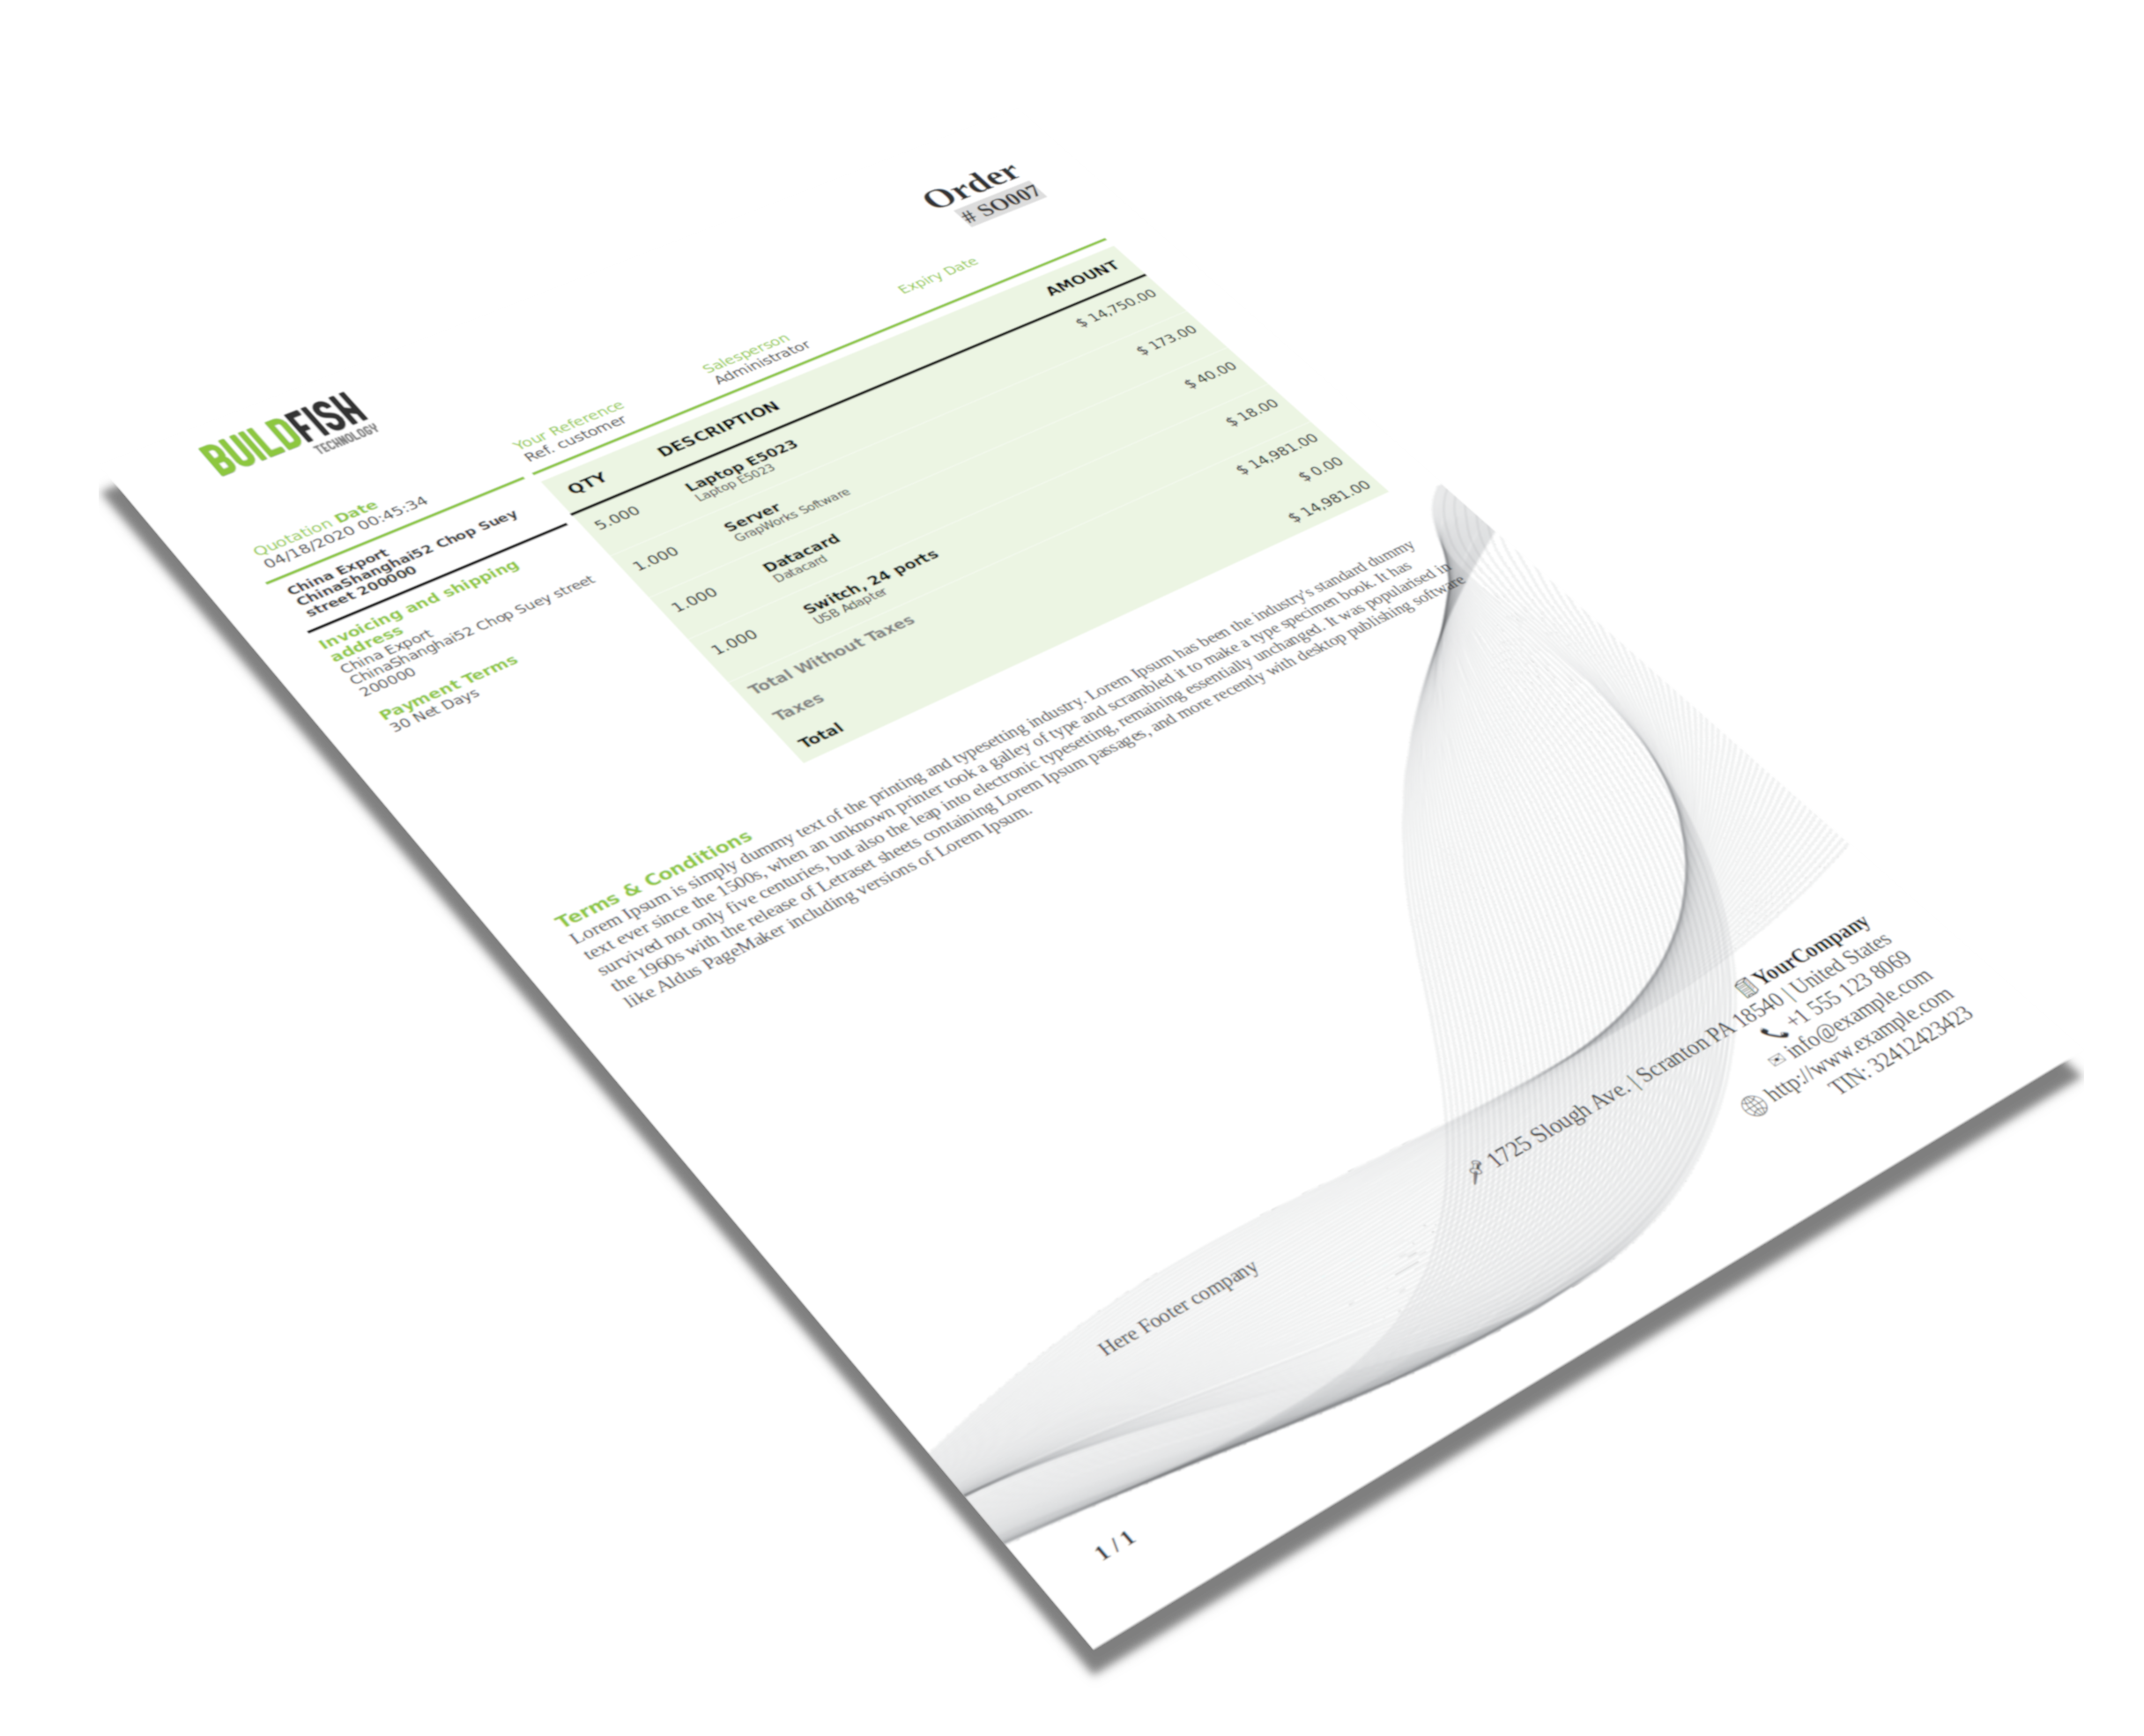 BUILDFISH
TECHNOLOGY
Order
# SO007
Quotation Date
04/18/2020 00:45:34
Your Reference
Ref. customer
Salesperson
Administrator
Expiry Date
China Export
ChinaShanghai52 Chop Suey
street 200000
Invoicing and shipping
address
China Export
ChinaShanghai52 Chop Suey street
200000
Payment Terms
30 Net Days
QTY DESCRIPTION AMOUNT
5.000 Laptop E5023 $ 14,750.00
Laptop E5023
1.000 Server $ 173.00
GrapWorks Software
1.000 Datacard $ 40.00
Datacard
1.000 Switch, 24 ports $ 18.00
USB Adapter
Total Without Taxes $ 14,981.00
Taxes $ 0.00
Total $ 14,981.00
Terms & Conditions
Lorem Ipsum is simply dummy text of the printing and typesetting industry. Lorem Ipsum has been the industry's standard dummy
text ever since the 1500s, when an unknown printer took a galley of type and scrambled it to make a type specimen book. It has
survived not only five centuries, but also the leap into electronic typesetting, remaining essentially unchanged. It was popularised in
the 1960s with the release of Letraset sheets containing Lorem Ipsum passages, and more recently with desktop publishing software
like Aldus PageMaker including versions of Lorem Ipsum.
YourCompany
1725 Slough Ave. | Scranton PA 18540 | United States
+1 555 123 8069
info@example.com
http://www.example.com
TIN: 32412423423
Here Footer company
1 / 1